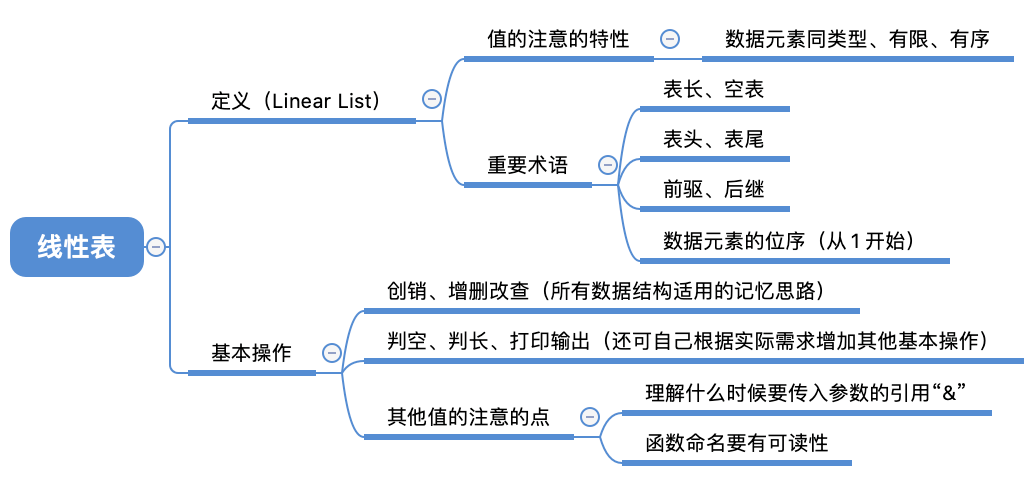 线性表
定义（Linear List）
值的注意的特性
数据元素同类型、有限、有序
重要术语
表长、空表
表头、表尾
前驱、后继
数据元素的位序（从1开始）
基本操作
创销、增删改查（所有数据结构适用的记忆思路）
判空、判长、打印输出（还可自己根据实际需求增加其他基本操作）
其他值的注意的点
理解什么时候要传入参数的引用“&”
函数命名要有可读性